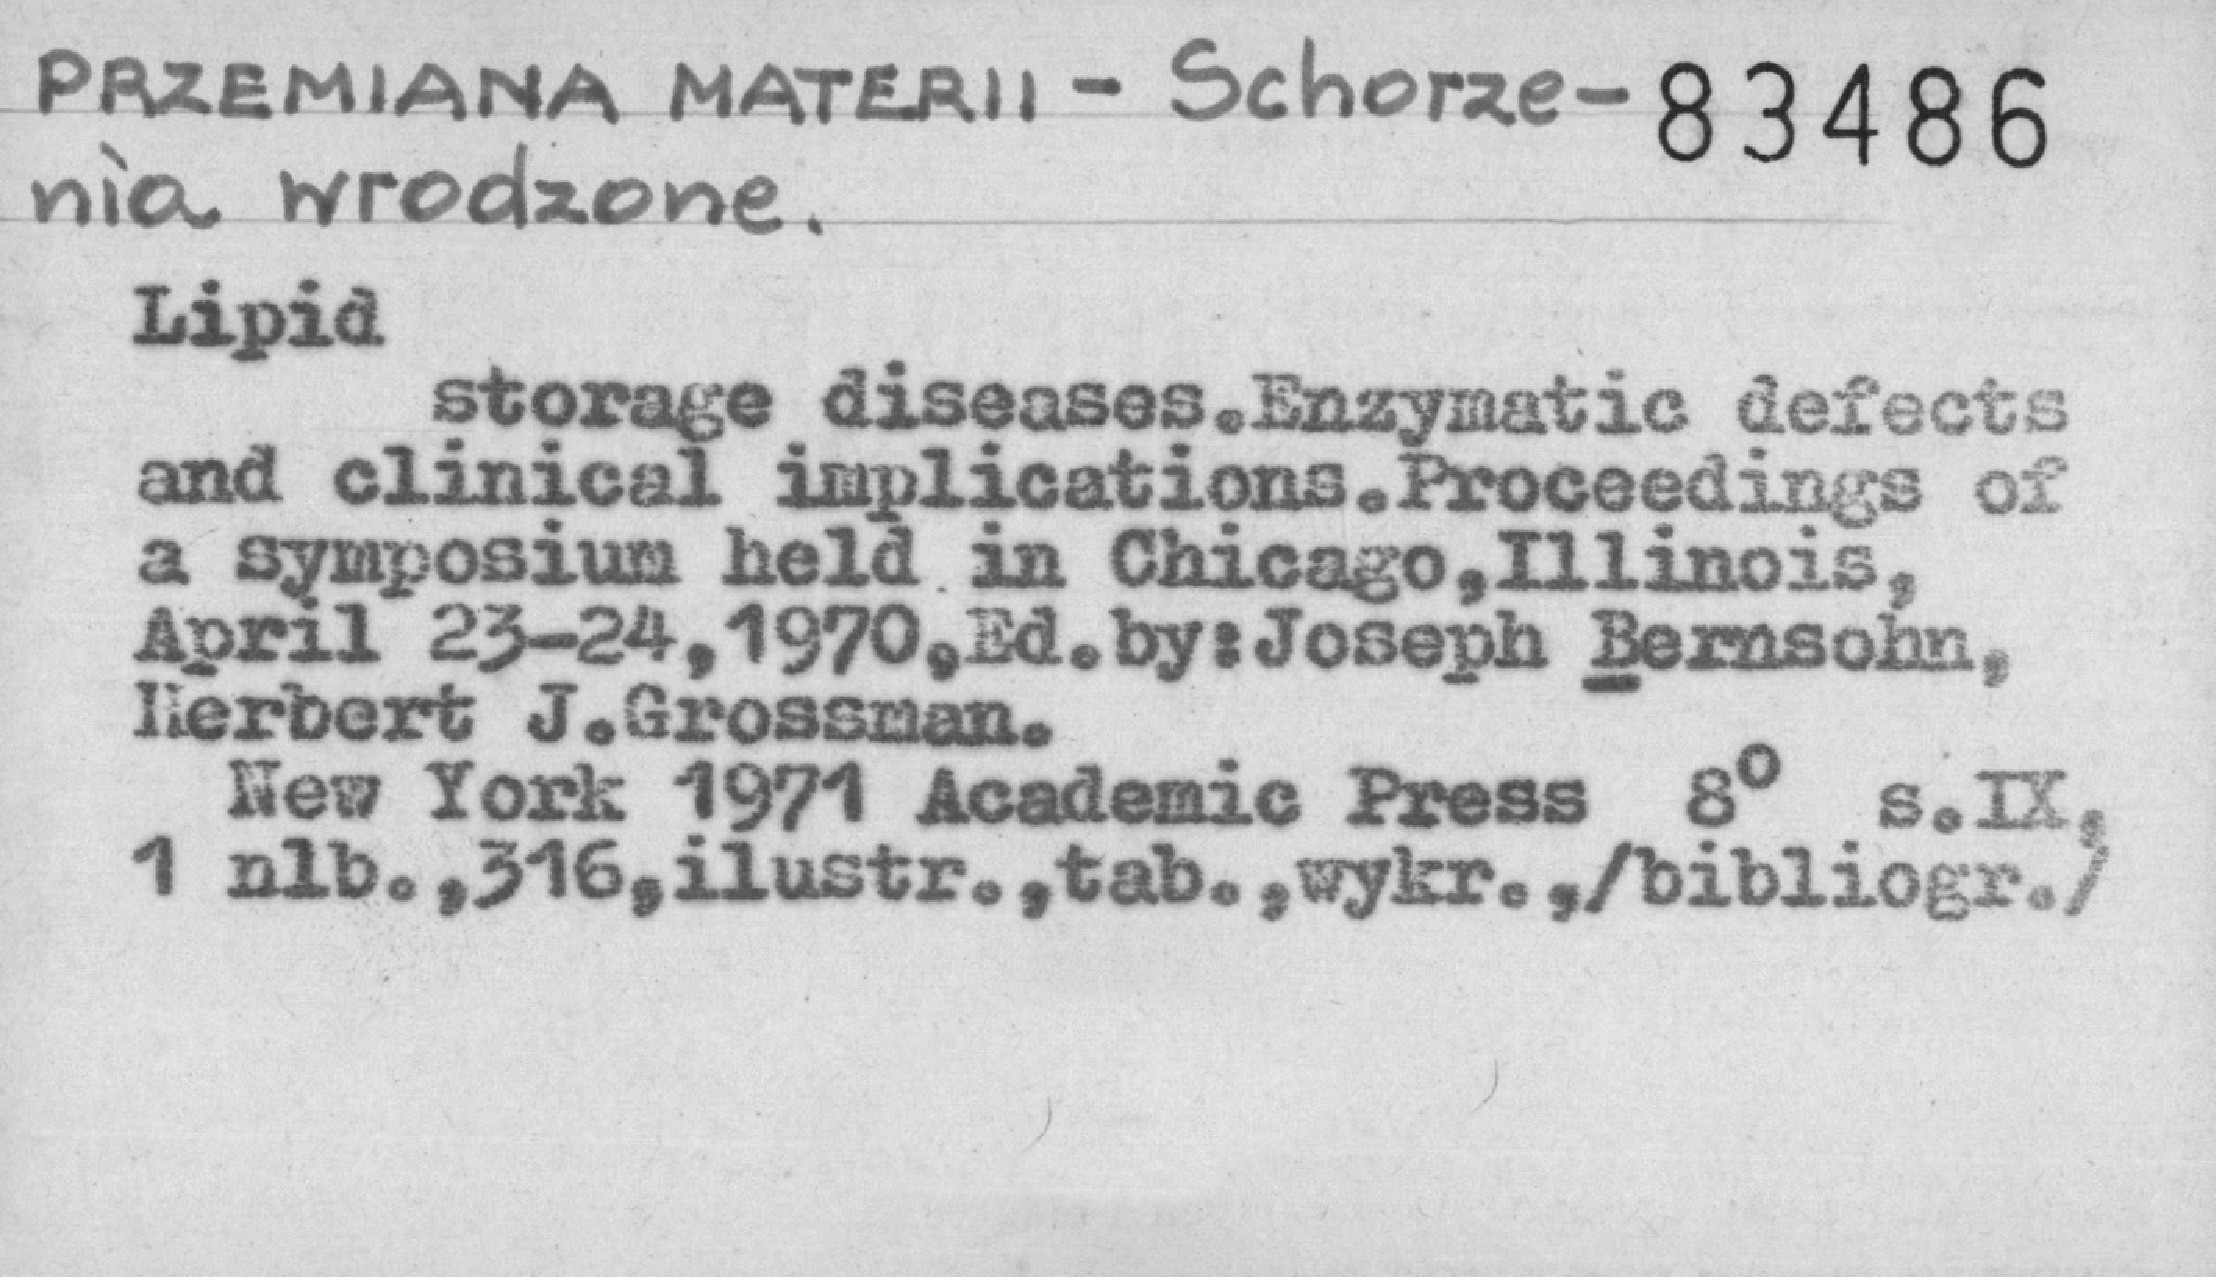 PRZEMIANA MATERII - Schorze- 83486
nia wrodzone.
Lipid
storage diseases.Enzymatic defects
and clinical implications.Proceedings of
a symposium held in Chicago,Illinois,
April 23-24,1970,Ed.by:Joseph Bernsohn,
Herbert J.Grossman.
New York 1971 Academic Press 8° s.IX,
1 nlb.,316,ilustr.,tab.,wykr.,/bibliogr./